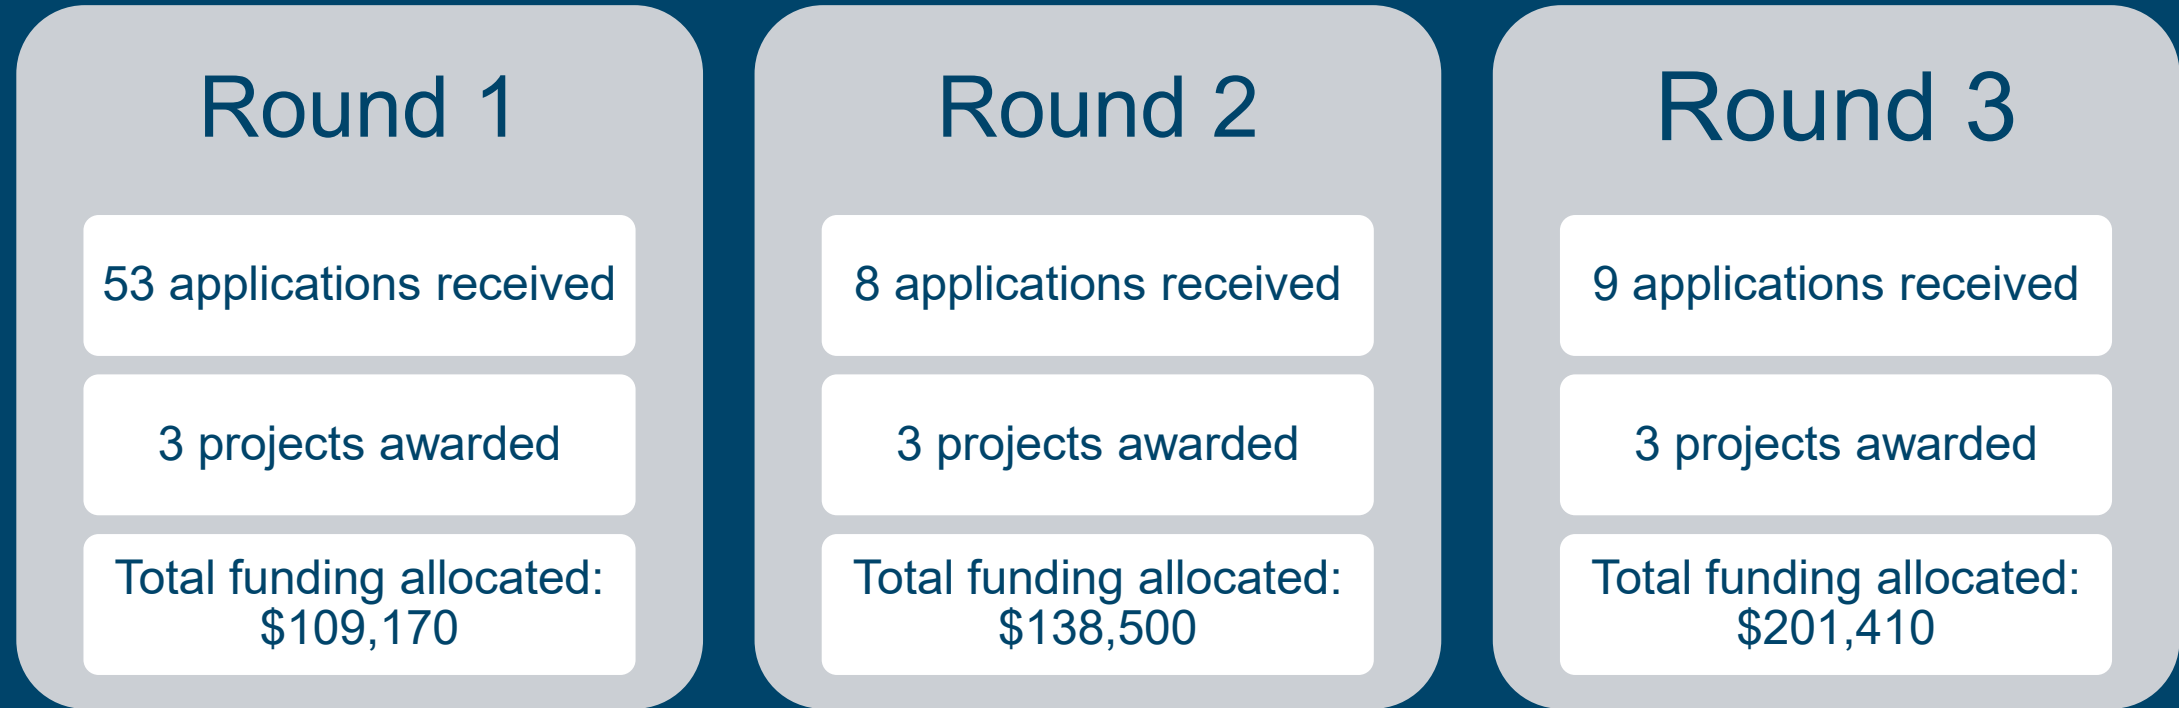 Round 1
53 applications received
3 projects awarded
Total funding allocated:
$109,170
Round 2
8 applications received
3 projects awarded
Total funding allocated:
$138,500
Round 3
9 applications received
3 projects awarded
Total funding allocated:
$201,410